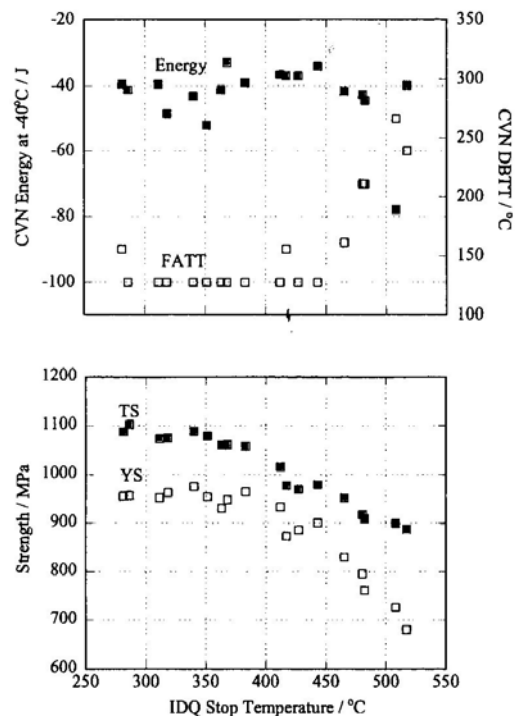 -20
-40
-60
-80
-100
CVN Energy at -40°C / J
Energy
FATT
350
300
250
200
150
100
CVN DBTT / °C
1200
1100
1000
900
800
700
600
Strength / MPa
TS
YS
250 300 350 400 450 500 550
IDQ Stop Temperature / °C